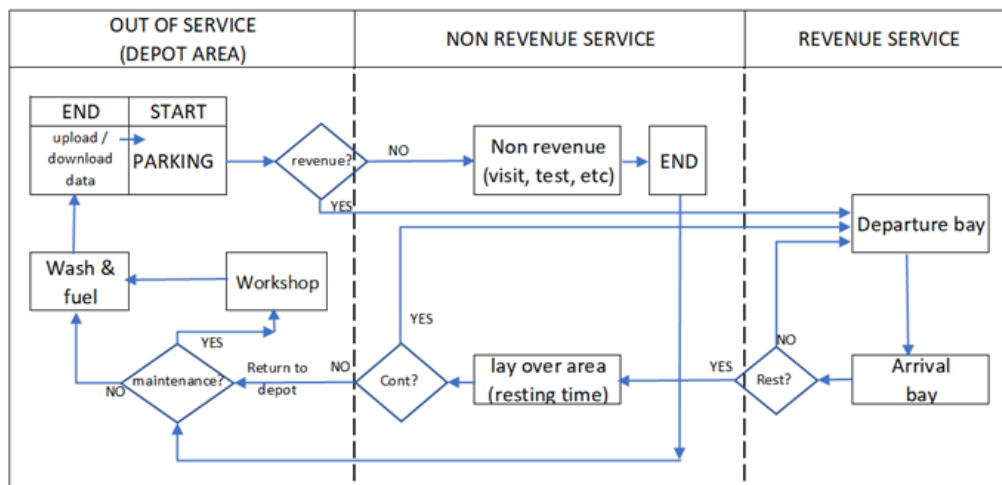 OUT OF SERVICE
(DEPOT AREA)
NON REVENUE SERVICE
REVENUE SERVICE
END
START
upload /
download
data
PARKING
revenue?
NO
YES
Non revenue
(visit, test, etc)
END
Departure bay
Wash &
fuel
Workshop
YES
maintenance?
NO
Return to
depot
NO
Cont?
YES
lay over area
(resting time)
YES
Rest?
NO
Arrival
bay